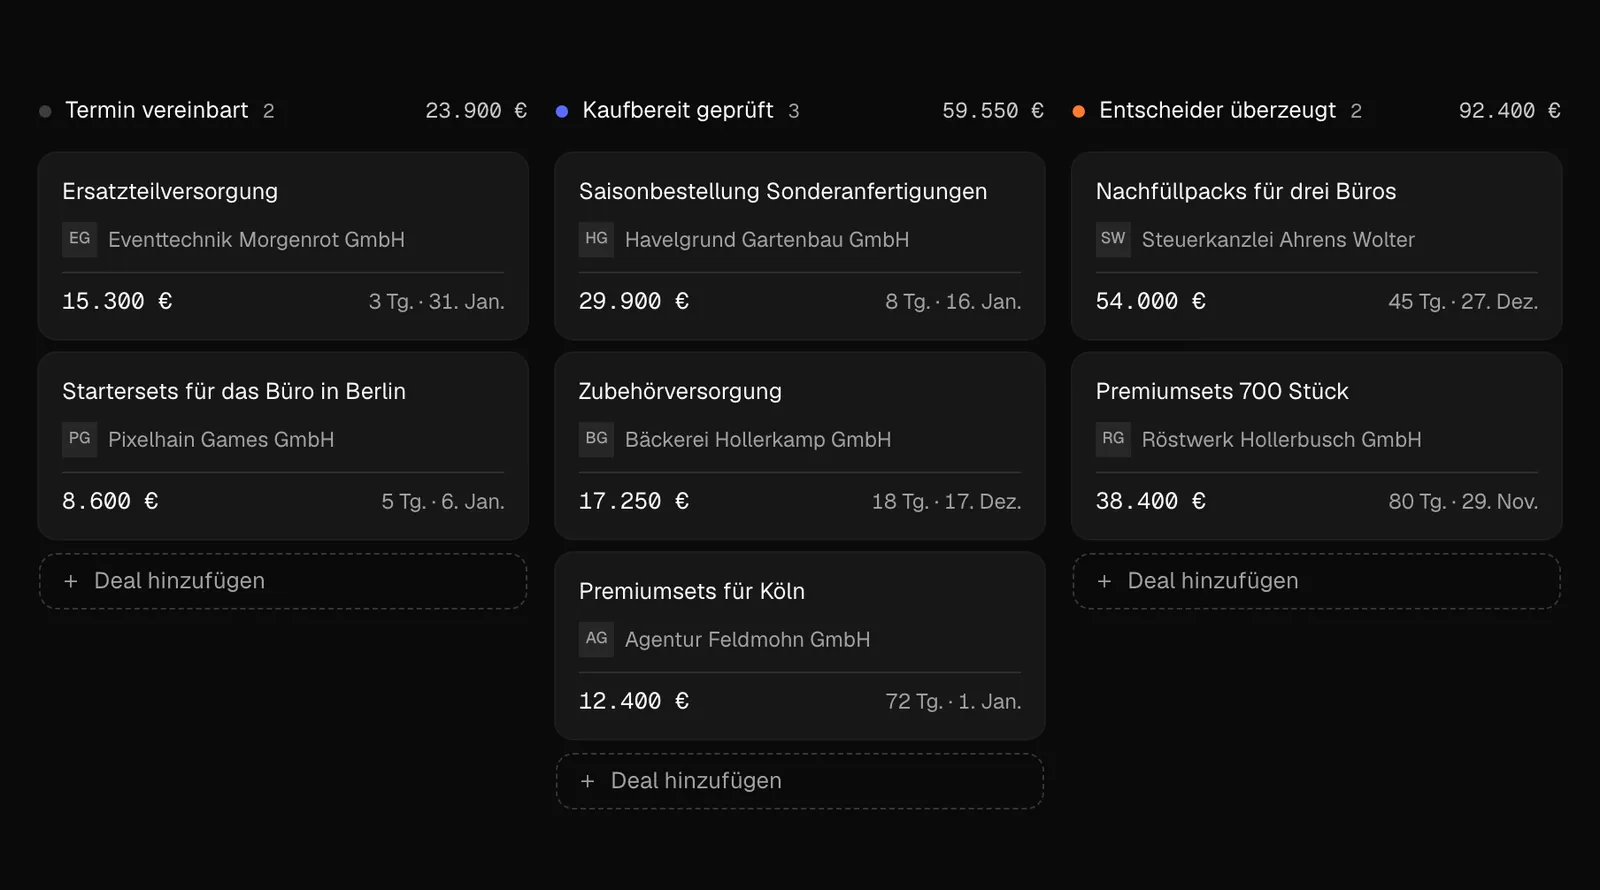 Termin vereinbart 2 23.900 €
Ersatzteilversorgung
EG Eventtechnik Morgenrot GmbH
15.300 € 3 Tg. · 31. Jan.
Startersets für das Büro in Berlin
PG Pixelhain Games GmbH
8.600 € 5 Tg. · 6. Jan.
+ Deal hinzufügen
Kaufbereit geprüft 3 59.550 €
Saisonbestellung Sonderanfertigungen
HG Havelgrund Gartenbau GmbH
29.900 € 8 Tg. · 16. Jan.
Zubehörversorgung
BG Bäckerei Hollerkamp GmbH
17.250 € 18 Tg. · 17. Dez.
Premiumsets für Köln
AG Agentur Feldmohn GmbH
12.400 € 72 Tg. · 1. Jan.
+ Deal hinzufügen
Entscheider überzeugt 2 92.400 €
Nachfüllpacks für drei Büros
SW Steuerkanzlei Ahrens Wolter
54.000 € 45 Tg. · 27. Dez.
Premiumsets 700 Stück
RG Röstwerk Hollerbusch GmbH
38.400 € 80 Tg. · 29. Nov.
+ Deal hinzufügen